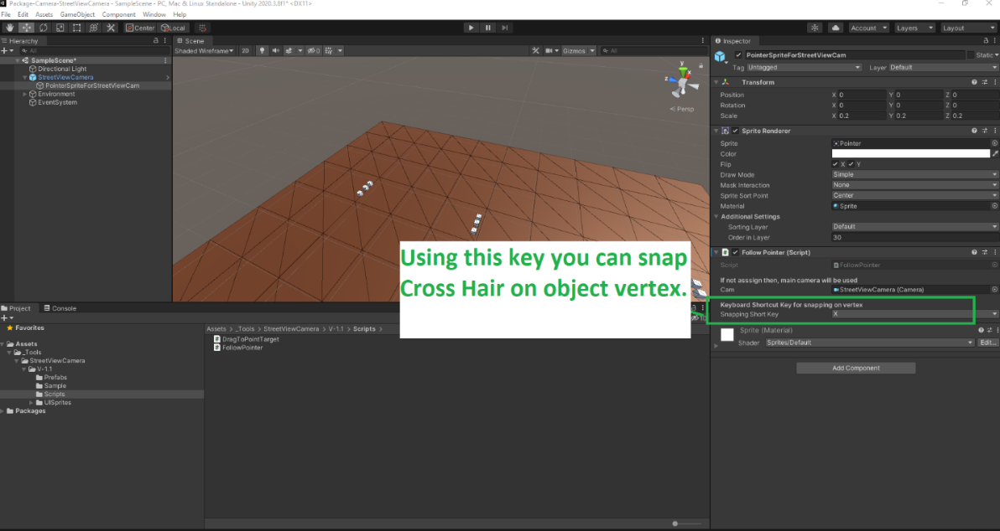 Package-Camera-StreetViewCamera - SampleScene - PC, Mac & Linux Standalone - Unity 2020.3.8f1* <DX11>
File Edit Assets GameObject Component Window Help
Center Local Account Layers Layout
Hierarchy
All
SampleScene*
Directional Light
StreetViewCamera
PointerSpriteForStreetViewCam
Environment
EventSystem
Scene
Shaded Wireframe 2D 0 Gizmos All
y
x
z
< Persp
Using this key you can snap
Cross Hair on object vertex.
Inspector
PointerSpriteForStreetViewCam Static
Tag Untagged Layer Default
Transform
Position X 0 Y 0 Z 0
Rotation X 0 Y 0 Z 0
Scale X 0.2 Y 0.2 Z 0.2
Sprite Renderer
Sprite Pointer
Color
Flip X Y
Draw Mode Simple
Mask Interaction None
Sprite Sort Point Center
Material Sprite
Additional Settings
Sorting Layer Default
Order in Layer 30
Follow Pointer (Script)
Script FollowPointer
If not asssign then, main camera will be used
Cam StreetViewCamera (Camera)
Keyboard Shortcut Key for snapping on vertex
Snapping Short Key X
Sprite (Material)
Shader Sprites/Default Edit...
Add Component
Project Console
Favorites
Assets
_Tools
StreetViewCamera
V-1.1
Prefabs
Sample
Scripts
UISprites
Packages
Assets > _Tools > StreetViewCamera > V-1.1 > Scripts >
DragToPointTarget
FollowPointer